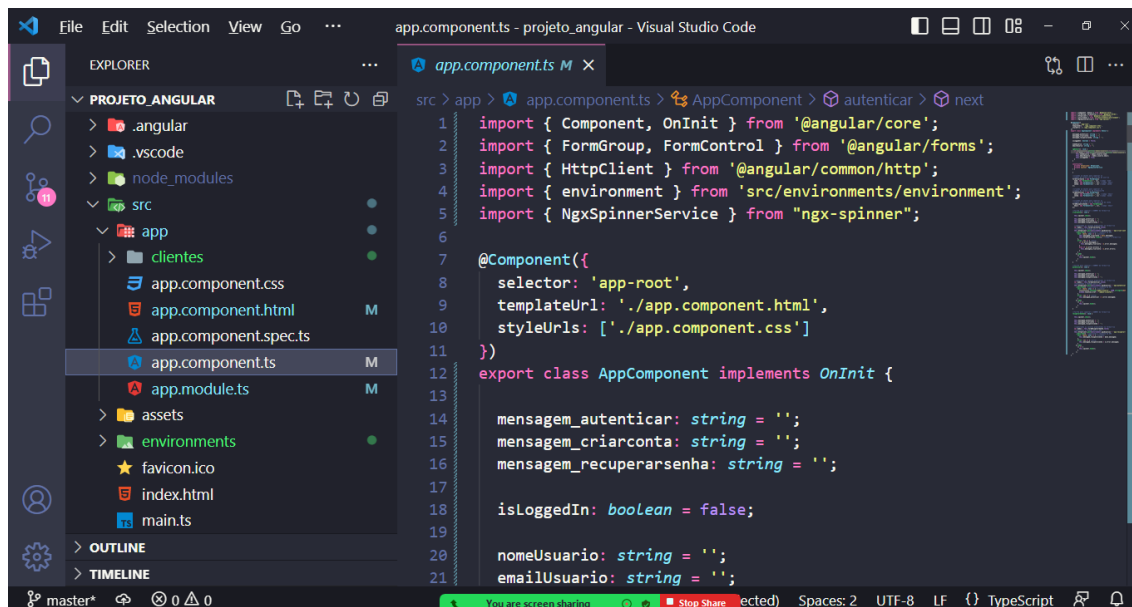 File Edit Selection View Go ··· app.component.ts - projeto_angular - Visual Studio Code
EXPLORER ···
PROJETO_ANGULAR
.angular
.vscode
node_modules
src
app
clientes
app.component.css
app.component.html M
app.component.spec.ts
app.component.ts M
app.module.ts M
assets
environments
favicon.ico
index.html
main.ts
OUTLINE
TIMELINE
11
app.component.ts M
src > app > app.component.ts > AppComponent > autenticar > next
1 import { Component, OnInit } from '@angular/core';
2 import { FormGroup, FormControl } from '@angular/forms';
3 import { HttpClient } from '@angular/common/http';
4 import { environment } from 'src/environments/environment';
5 import { NgxSpinnerService } from "ngx-spinner";
6
7 @Component({
8 selector: 'app-root',
9 templateUrl: './app.component.html',
10 styleUrls: ['./app.component.css']
11 })
12 export class AppComponent implements OnInit {
13
14 mensagem_autenticar: string = '';
15 mensagem_criarconta: string = '';
16 mensagem_recuperarsenha: string = '';
17
18 isLoggedIn: boolean = false;
19
20 nomeUsuario: string = '';
21 emailUsuario: string = '';
master* 0 0 You are screen sharing Stop Share ected) Spaces: 2 UTF-8 LF {} TypeScript